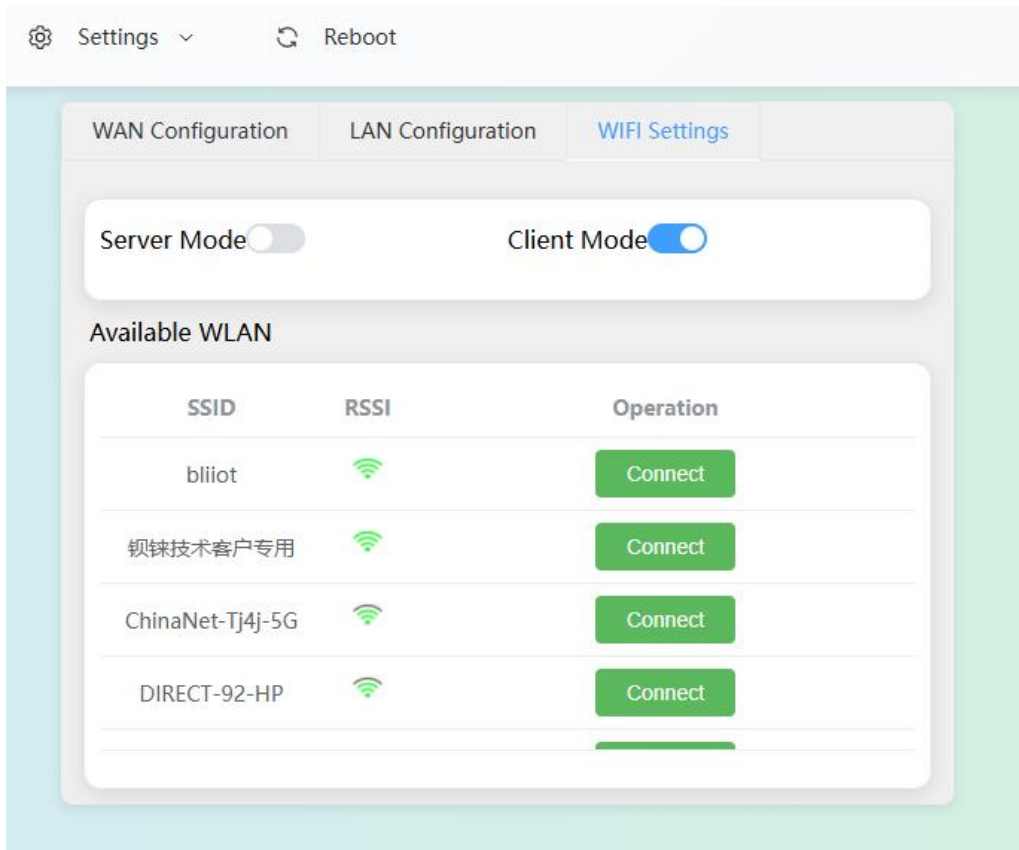 Settings Reboot
WAN Configuration LAN Configuration WIFI Settings
Server Mode Client Mode
Available WLAN
SSID RSSI Operation
bliiot Connect
钡铼技术客户专用 Connect
ChinaNet-Tj4j-5G Connect
DIRECT-92-HP Connect